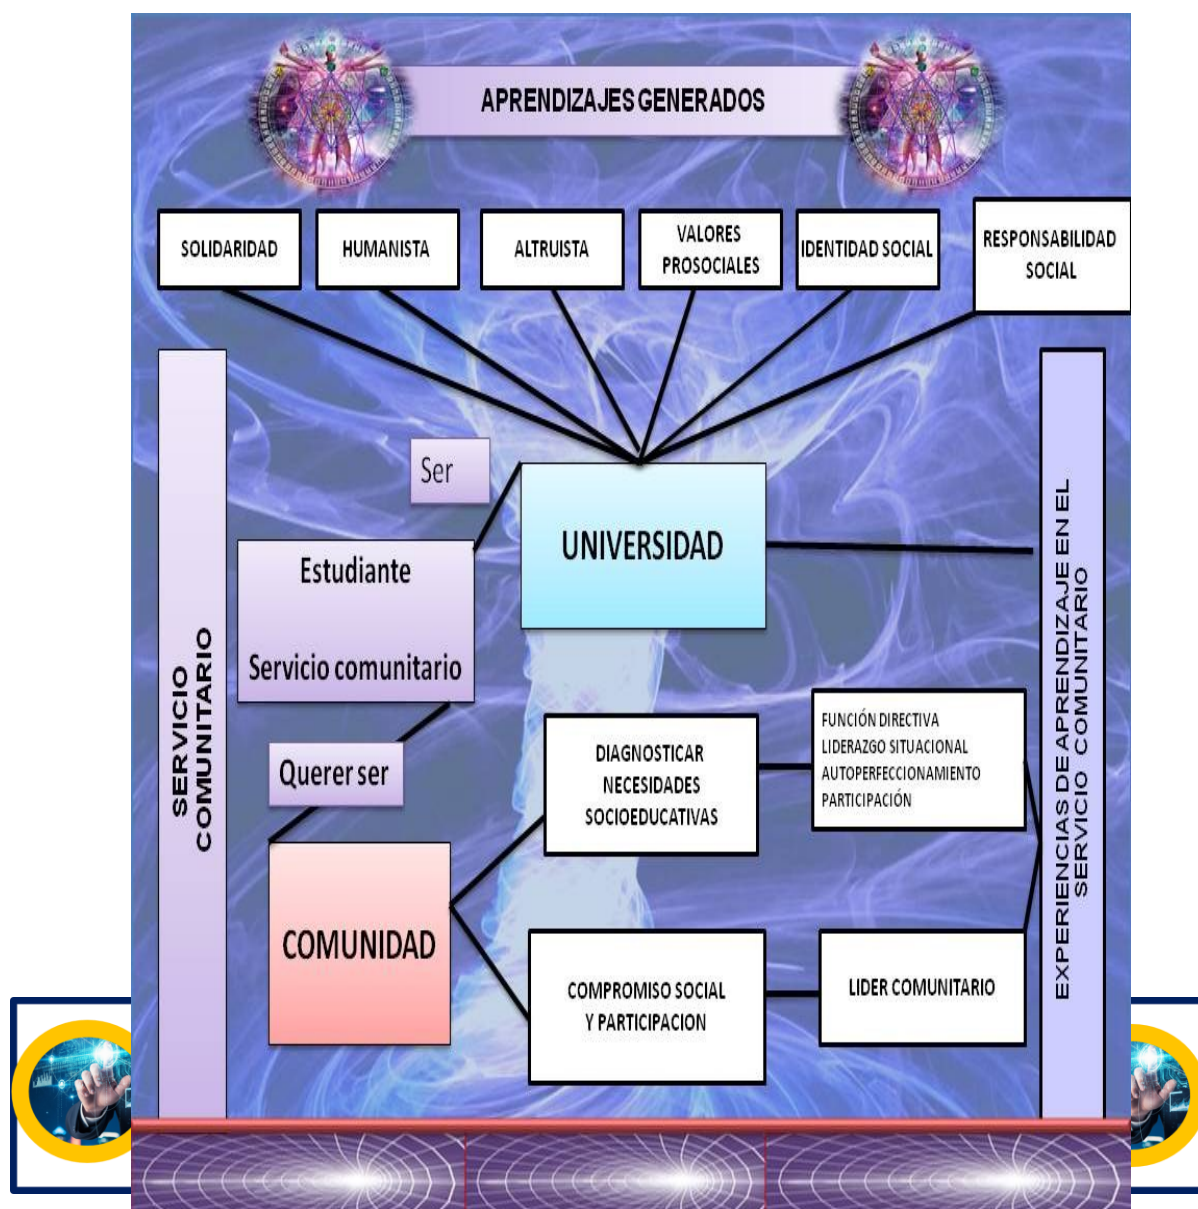 APRENDIZAJES GENERADOS
SOLIDARIDAD
HUMANISTA
ALTRUISTA
VALORES
PROSOCIALES
IDENTIDAD SOCIAL
RESPONSABILIDAD
SOCIAL
Ser
UNIVERSIDAD
Estudiante
Servicio comunitario
Querer ser
COMUNIDAD
DIAGNOSTICAR
NECESIDADES
SOCIOEDUCATIVAS
FUNCIÓN DIRECTIVA
LIDERAZGO SITUACIONAL
AUTOPERFECCIONAMIENTO
PARTICIPACIÓN
COMPROMISO SOCIAL
Y PARTICIPACION
LIDER COMUNITARIO
SERVICIO
COMUNITARIO
EXPERIENCIAS DE APRENDIZAJE EN EL
SERVICIO COMUNITARIO